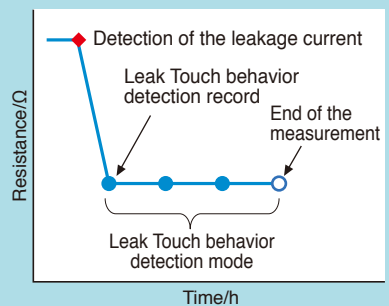 Detection of the leakage current
Leak Touch behavior
detection record
End of the
measurement
Resistance/Ω
Leak Touch behavior
detection mode
Time/h